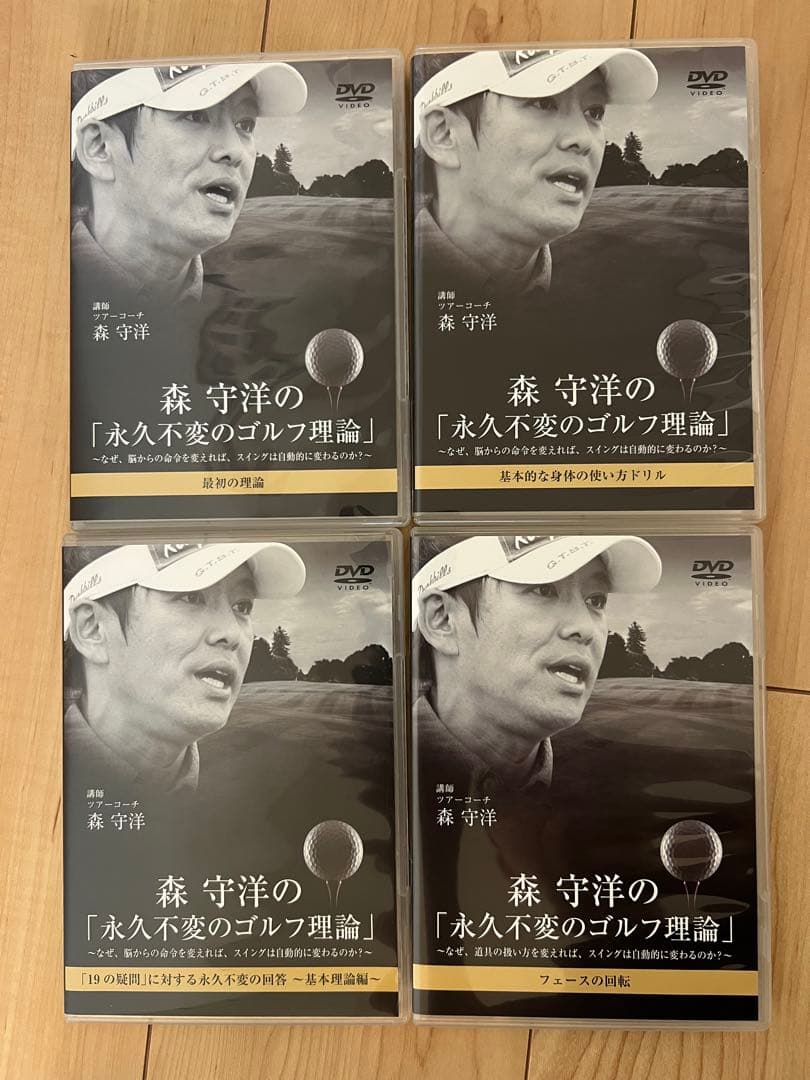 G.T.B.T.
DVD
VIDEO
講師
ツアーコーチ
森 守洋
森 守洋の
「永久不変のゴルフ理論」
~なぜ、脳からの命令を変えれば、スイングは自動的に変わるのか?~
最初の理論
G.T.B.T.
DVD
VIDEO
講師
ツアーコーチ
森 守洋
森 守洋の
「永久不変のゴルフ理論」
~なぜ、脳からの命令を変えれば、スイングは自動的に変わるのか?~
基本的な身体の使い方ドリル
G.T.B.T.
DVD
VIDEO
講師
ツアーコーチ
森 守洋
森 守洋の
「永久不変のゴルフ理論」
~なぜ、脳からの命令を変えれば、スイングは自動的に変わるのか?~
「19の疑問」に対する永久不変の回答 ~基本理論編~
G.T.B.T.
DVD
VIDEO
講師
ツアーコーチ
森 守洋
森 守洋の
「永久不変のゴルフ理論」
~なぜ、道具の扱い方を変えれば、スイングは自動的に変わるのか?~
フェースの回転